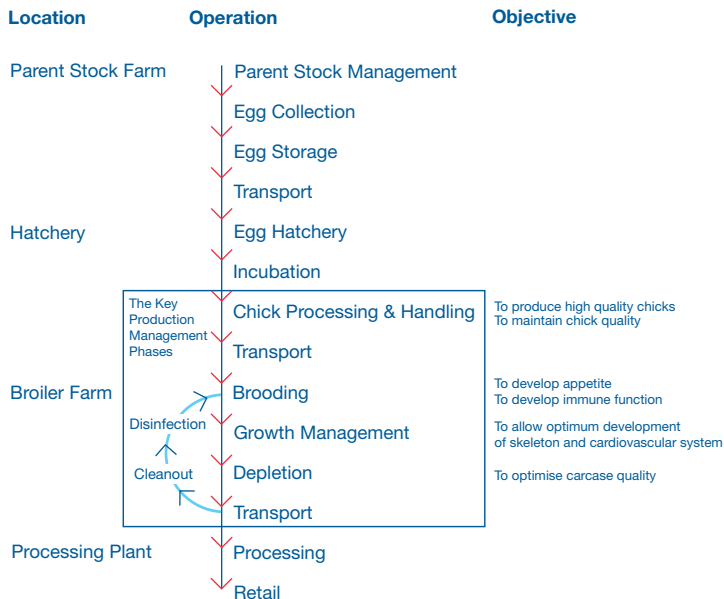 Location Operation Objective
Parent Stock Farm Parent Stock Management
Egg Collection
Egg Storage
Transport
Hatchery Egg Hatchery
Incubation
The Key
Production
Management
Phases
Chick Processing & Handling
To produce high quality chicks
To maintain chick quality
Transport
Broiler Farm Brooding
To develop appetite
To develop immune function
Disinfection
Growth Management
To allow optimum development
of skeleton and cardiovascular system
Cleanout
Depletion
To optimise carcase quality
Transport
Processing Plant Processing
Retail